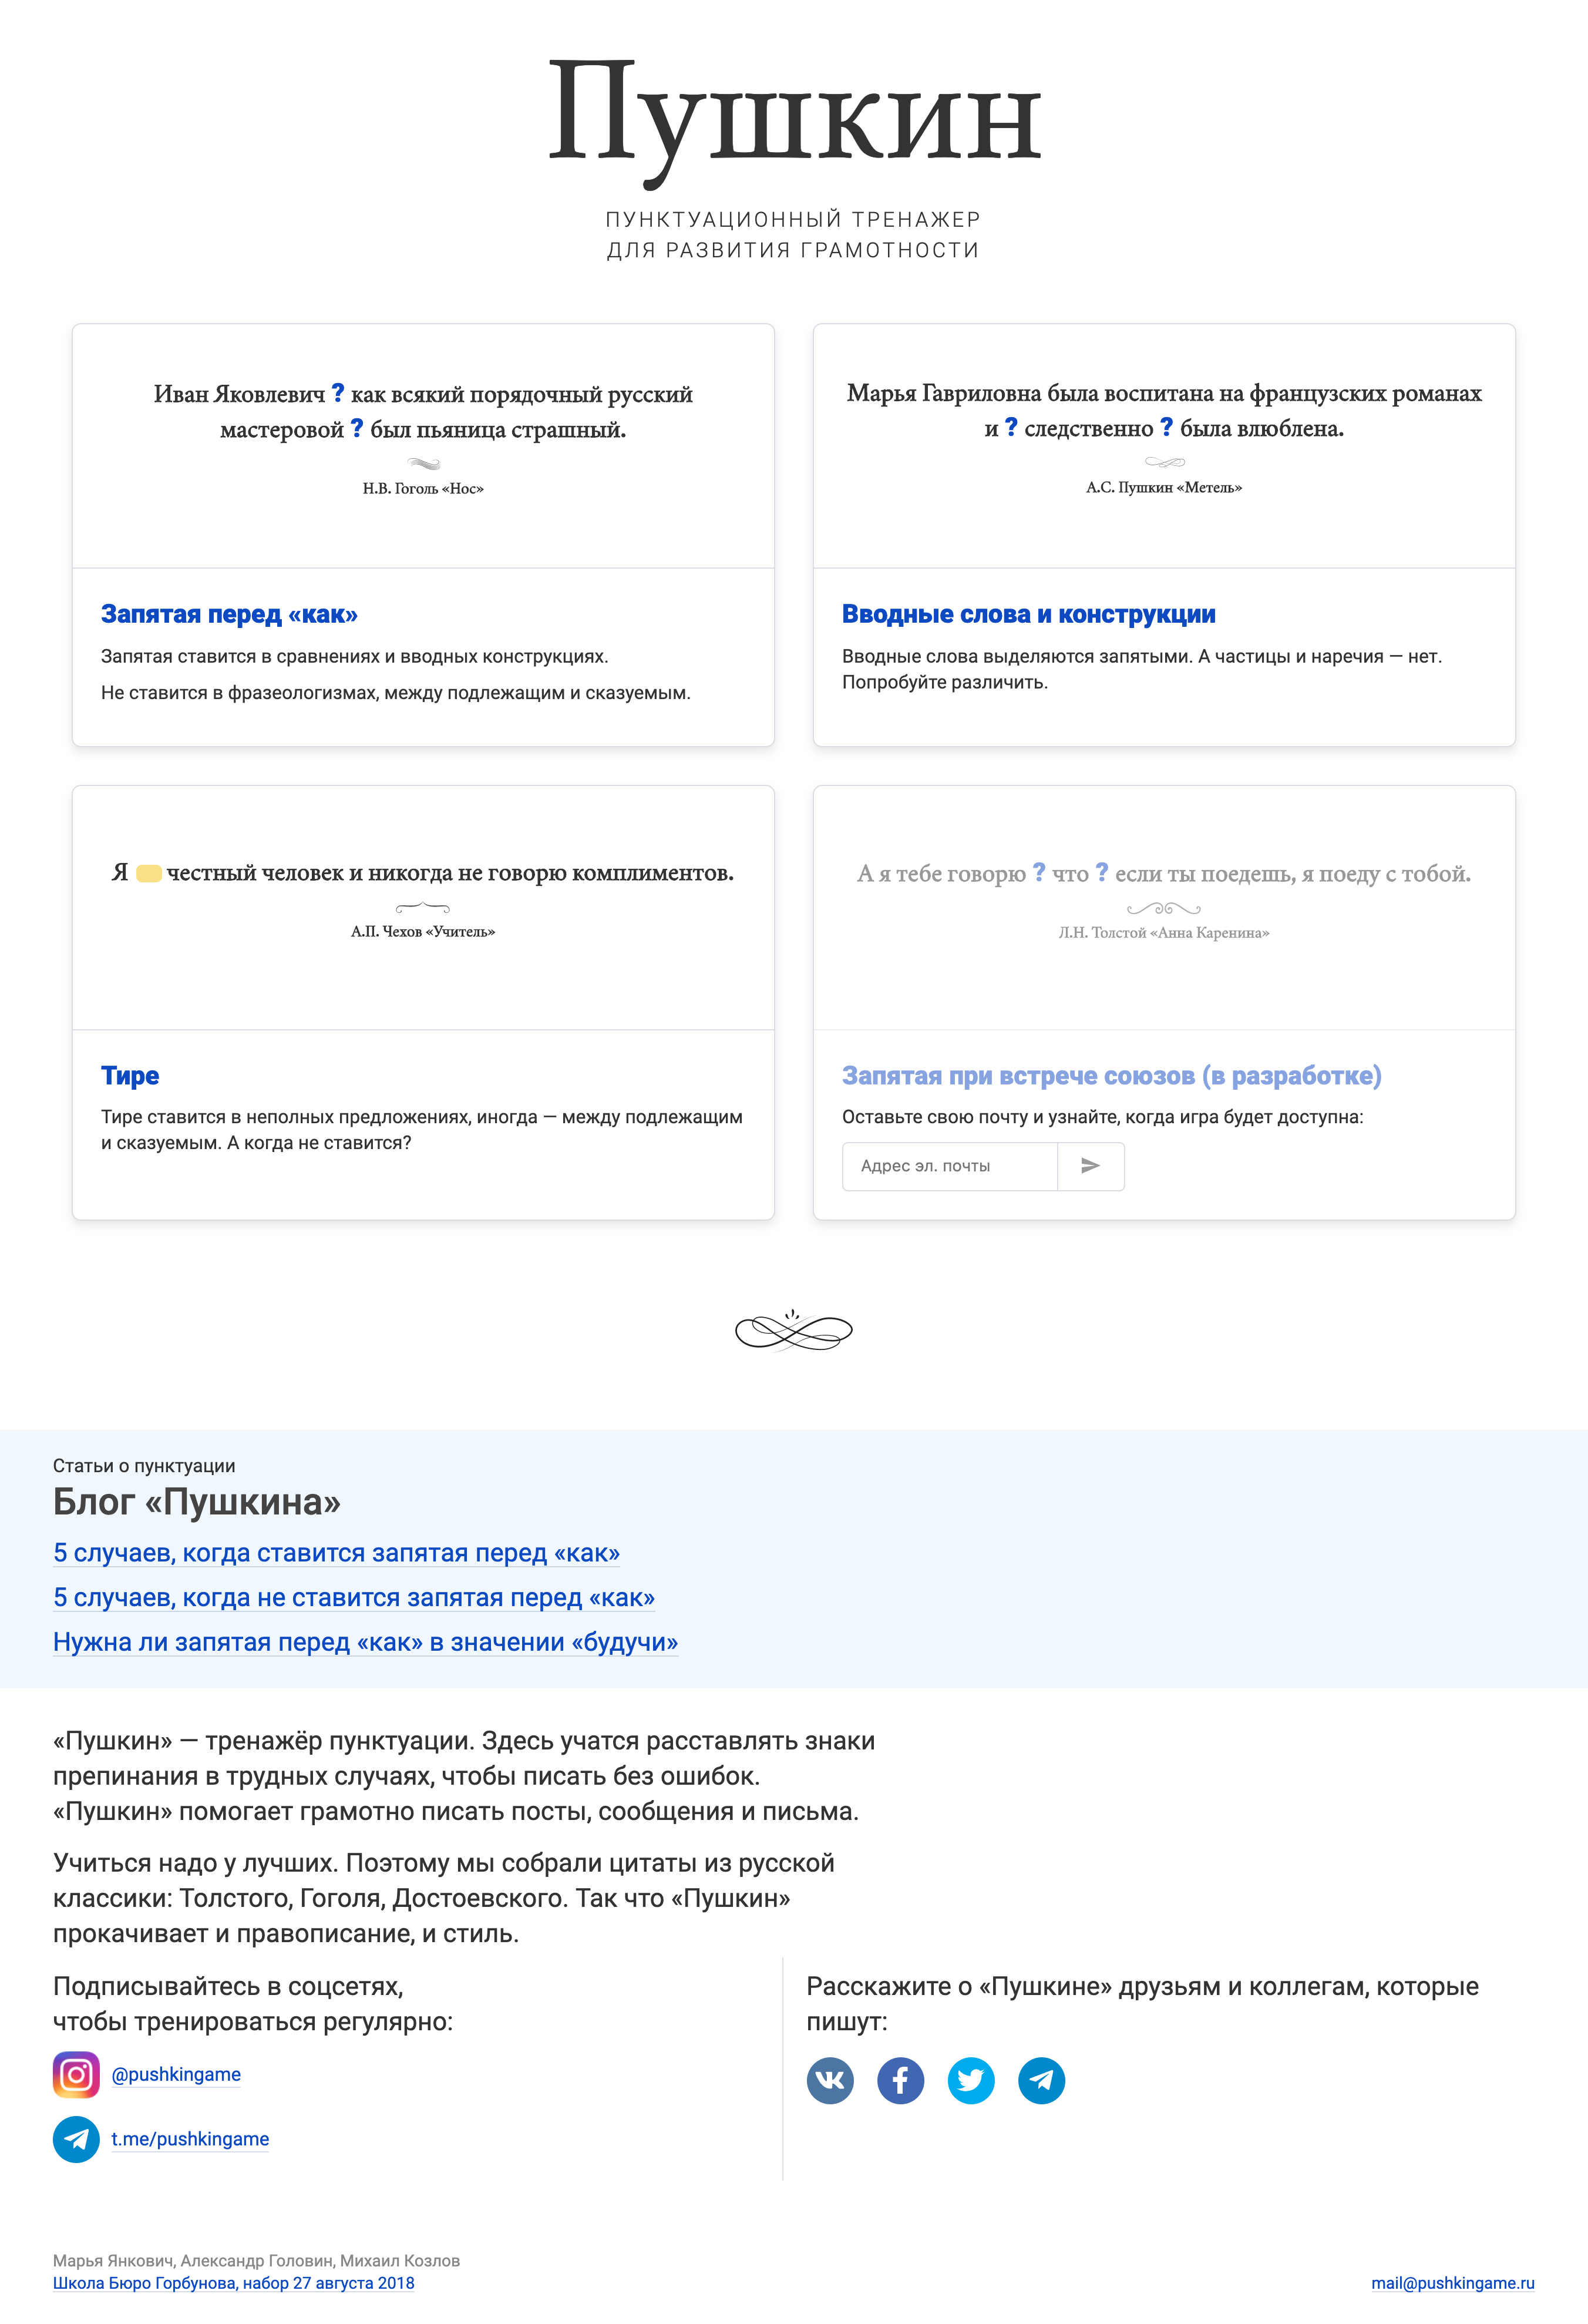 Пушкин
ПУНКТУАЦИОННЫЙ ТРЕНАЖЕР
ДЛЯ РАЗВИТИЯ ГРАМОТНОСТИ
Иван Яковлевич ? как всякий порядочный русский
мастеровой ? был пьяница страшный.
Н.В. Гоголь «Нос»
Запятая перед «как»
Запятая ставится в сравнениях и вводных конструкциях.
Не ставится в фразеологизмах, между подлежащим и сказуемым.
Марья Гавриловна была воспитана на французских романах
и ? следственно ? была влюблена.
А.С. Пушкин «Метель»
Вводные слова и конструкции
Вводные слова выделяются запятыми. А частицы и наречия — нет.
Попробуйте различить.
Я честный человек и никогда не говорю комплиментов.
А.П. Чехов «Учитель»
Тире
Тире ставится в неполных предложениях, иногда — между подлежащим
и сказуемым. А когда не ставится?
А я тебе говорю ? что ? если ты поедешь, я поеду с тобой.
Л.Н. Толстой «Анна Каренина»
Запятая при встрече союзов (в разработке)
Оставьте свою почту и узнайте, когда игра будет доступна:
Адрес эл. почты
Статьи о пунктуации
Блог «Пушкина»
5 случаев, когда ставится запятая перед «как»
5 случаев, когда не ставится запятая перед «как»
Нужна ли запятая перед «как» в значении «будучи»
«Пушкин» — тренажёр пунктуации. Здесь учатся расставлять знаки
препинания в трудных случаях, чтобы писать без ошибок.
«Пушкин» помогает грамотно писать посты, сообщения и письма.
Учиться надо у лучших. Поэтому мы собрали цитаты из русской
классики: Толстого, Гоголя, Достоевского. Так что «Пушкин»
прокачивает и правописание, и стиль.
Подписывайтесь в соцсетях,
чтобы тренироваться регулярно:
@pushkingame
t.me/pushkingame
Расскажите о «Пушкине» друзьям и коллегам, которые
пишут:
Марья Янкович, Александр Головин, Михаил Козлов
Школа Бюро Горбунова, набор 27 августа 2018
mail@pushkingame.ru